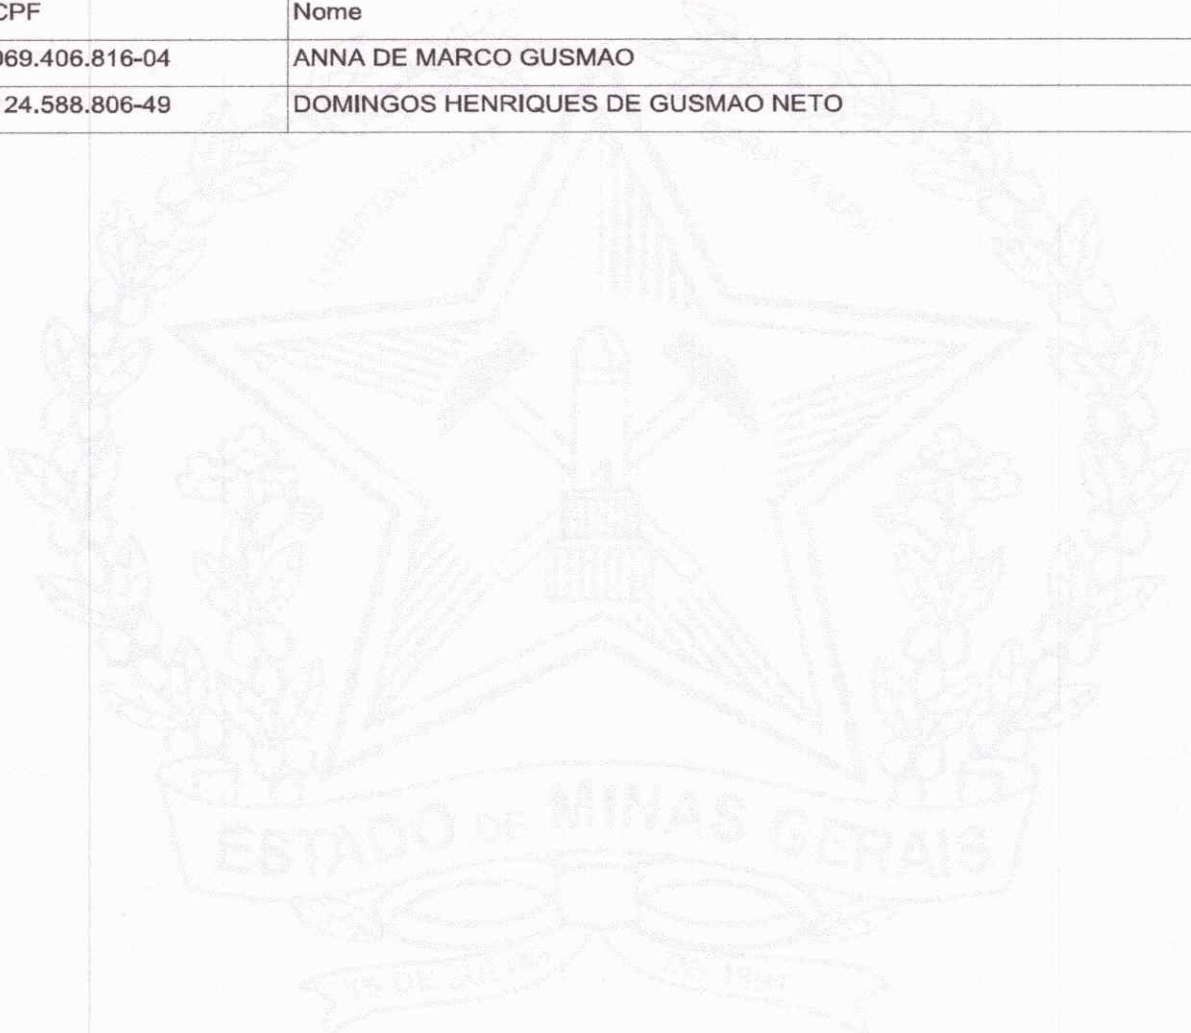 CPF Nome
069.406.816-04 ANNA DE MARCO GUSMAO
24.588.806-49 DOMINGOS HENRIQUES DE GUSMAO NETO
ESTADO DE MINAS GERAIS